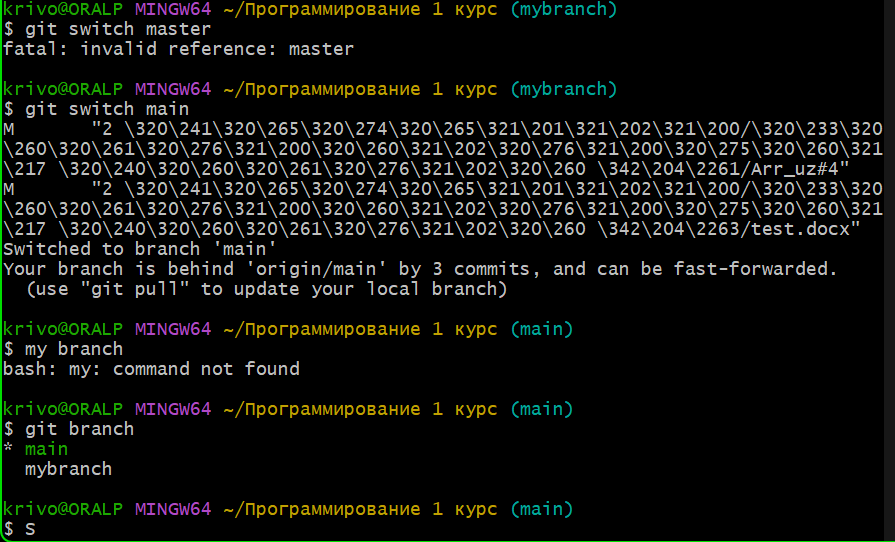 krivo@ORALP MINGW64 ~/Программирование 1 курс (mybranch)
$ git switch master
fatal: invalid reference: master
krivo@ORALP MINGW64 ~/Программирование 1 курс (mybranch)
$ git switch main
M       "2 \320\241\320\265\320\274\320\265\321\201\321\202\321\200/\320\233\320
\260\320\261\320\276\321\200\320\260\321\202\320\276\321\200\320\275\320\260\321
\217 \320\240\320\260\320\261\320\276\321\202\320\260 \342\204\2261/Arr_uz#4"
M       "2 \320\241\320\265\320\274\320\265\321\201\321\202\321\200/\320\233\320
\260\320\261\320\276\321\200\320\260\321\202\320\276\321\200\320\275\320\260\321
\217 \320\240\320\260\320\261\320\276\321\202\320\260 \342\204\2263/test.docx"
Switched to branch 'main'
Your branch is behind 'origin/main' by 3 commits, and can be fast-forwarded.
  (use "git pull" to update your local branch)
krivo@ORALP MINGW64 ~/Программирование 1 курс (main)
$ my branch
bash: my: command not found
krivo@ORALP MINGW64 ~/Программирование 1 курс (main)
$ git branch
* main
  mybranch
krivo@ORALP MINGW64 ~/Программирование 1 курс (main)
$ S